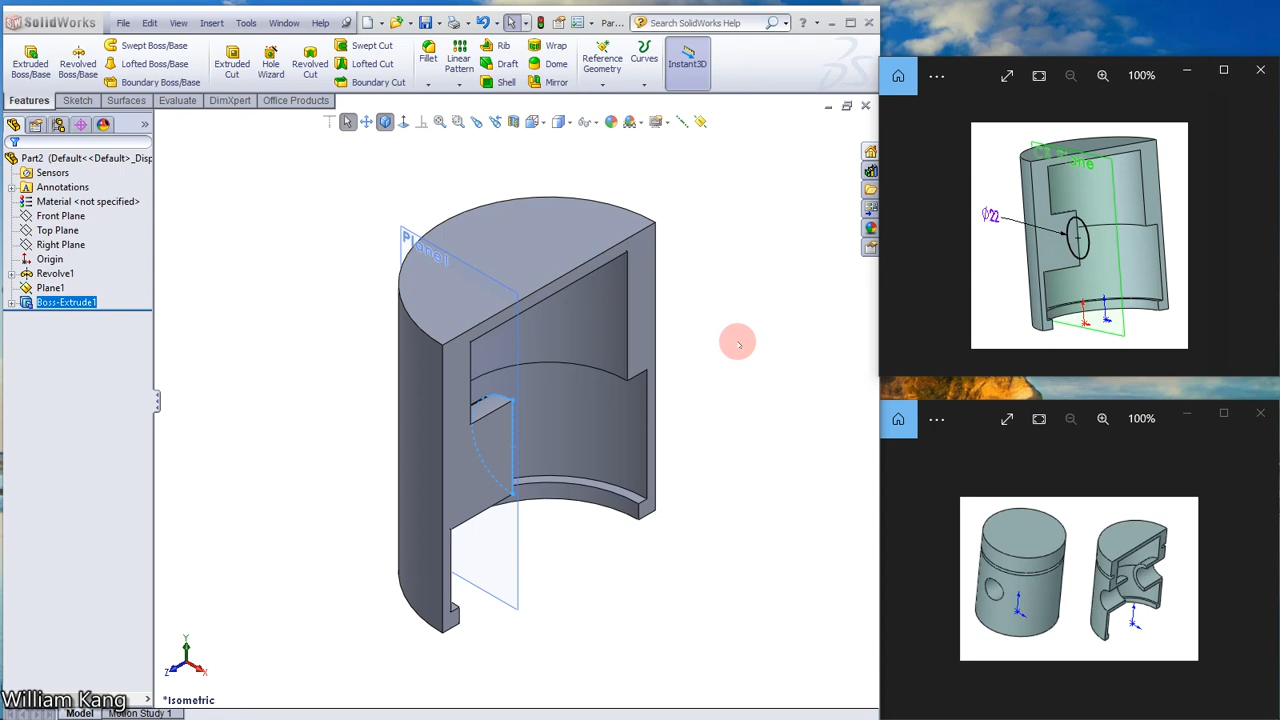 SolidWorks File Edit View Insert Tools Window Help Par... Search SolidWorks Help
Extruded Boss/Base
Revolved Boss/Base
Swept Boss/Base
Lofted Boss/Base
Boundary Boss/Base
Extruded Cut
Hole Wizard
Revolved Cut
Swept Cut
Lofted Cut
Boundary Cut
Fillet
Linear Pattern
Rib
Draft
Shell
Wrap
Dome
Mirror
Reference Geometry
Curves
Instant3D
Features Sketch Surfaces Evaluate DimXpert Office Products
Part2 (Default<<Default>_Disp
Sensors
Annotations
Material <not specified>
Front Plane
Top Plane
Right Plane
Origin
Revolve1
Plane1
Boss-Extrude1
Plane1
Y
Z
X
*Isometric
William Kang
Model Motion Study 1
100%
Ø22
100%